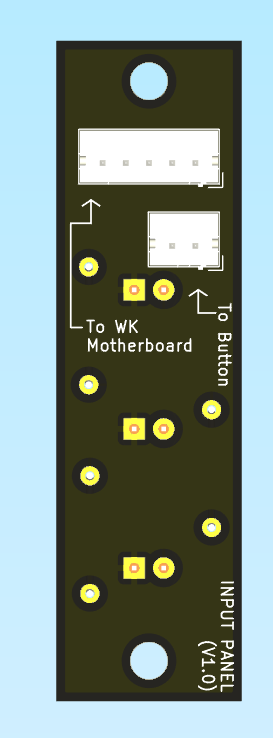 To WK
Motherboard
To Button
INPUT PANEL
(V1.0)